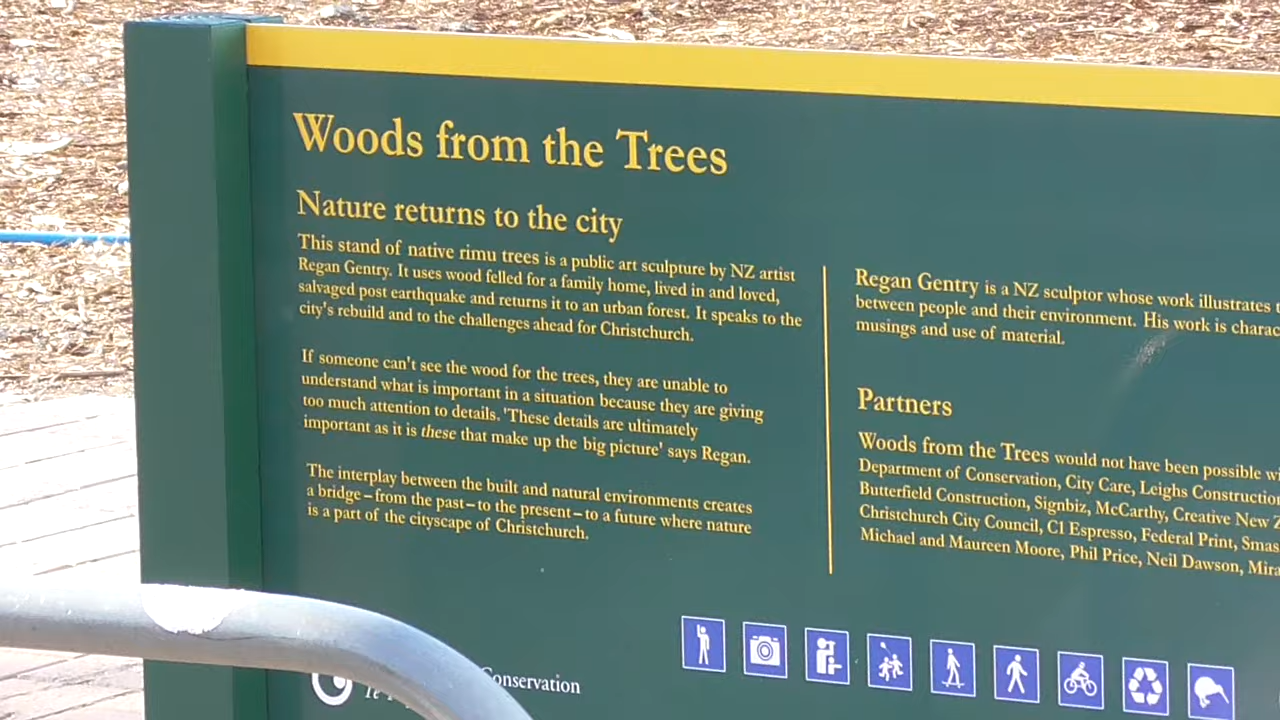 Woods from the Trees
Nature returns to the city
This stand of native rimu trees is a public art sculpture by NZ artist
Regan Gentry. It uses wood felled for a family home, lived in and loved,
salvaged post earthquake and returns it to an urban forest. It speaks to the
city's rebuild and to the challenges ahead for Christchurch.
If someone can't see the wood for the trees, they are unable to
understand what is important in a situation because they are giving
too much attention to details. 'These details are ultimately
important as it is these that make up the big picture' says Regan.
The interplay between the built and natural environments creates
a bridge – from the past – to the present – to a future where nature
is a part of the cityscape of Christchurch.
Regan Gentry is a NZ sculptor whose work illustrates
between people and their environment. His work is charac
musings and use of material.
Partners
Woods from the Trees would not have been possible wi
Department of Conservation, City Care, Leighs Constructio
Butterfield Construction, Signbiz, McCarthy, Creative New Z
Christchurch City Council, C1 Espresso, Federal Print, Smas
Michael and Maureen Moore, Phil Price, Neil Dawson, Mira
onservation